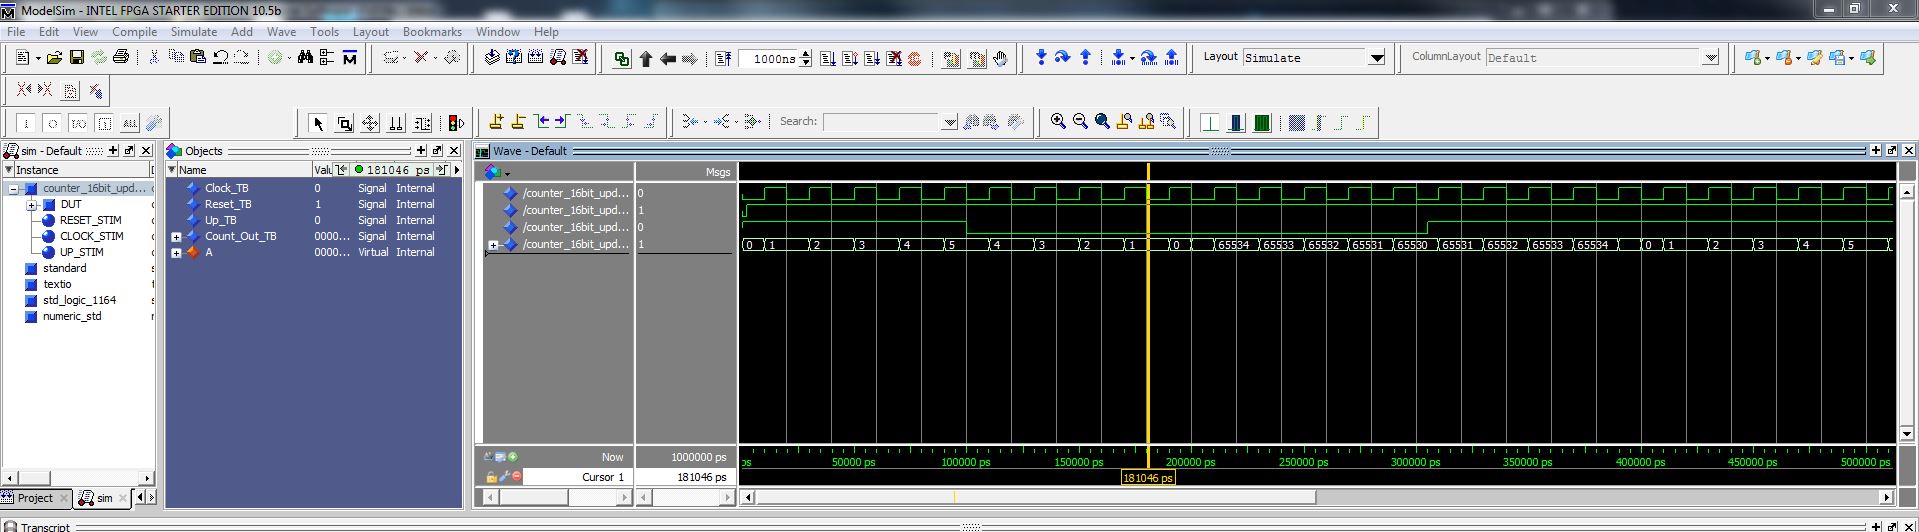 ModelSim - INTEL FPGA STARTER EDITION 10.5b
File Edit View Compile Simulate Add Wave Tools Layout Bookmarks Window Help
1000ns Layout Simulate ColumnLayout Default
Search:
sim - Default
Instance
counter_16bit_upd...
DUT
RESET_STIM
CLOCK_STIM
UP_STIM
standard
textio
std_logic_1164
numeric_std
Project sim
Objects
Name Valu 181046 ps
Clock_TB 0 Signal Internal
Reset_TB 1 Signal Internal
Up_TB 0 Signal Internal
Count_Out_TB 0000... Signal Internal
A 0000... Virtual Internal
Wave - Default
Msgs
/counter_16bit_upd... 0
/counter_16bit_upd... 1
/counter_16bit_upd... 0
/counter_16bit_upd... 1
0 1 2 3 4 5 4 3 2 1 0 65534 65533 65532 65531 65530 65531 65532 65533 65534 0 1 2 3 4 5
Now 1000000 ps
ps 50000 ps 100000 ps 150000 ps 200000 ps 250000 ps 300000 ps 350000 ps 400000 ps 450000 ps 500000 ps
Cursor 1 181046 ps
181046 ps
Transcript